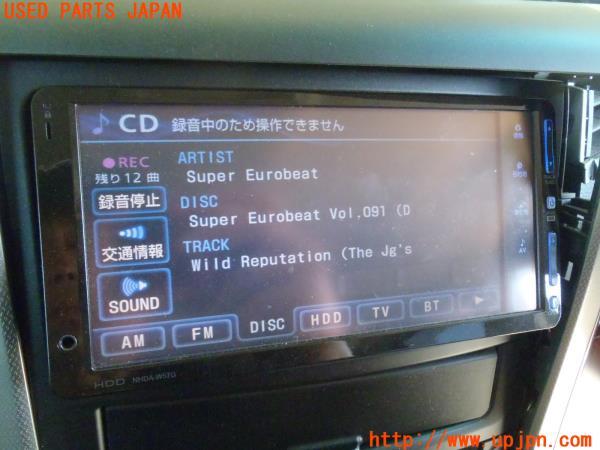 USED PARTS JAPAN
CD 録音中のため操作できません
REC
残り12曲
録音停止
交通情報
SOUND
ARTIST
Super Eurobeat
DISC
Super Eurobeat Vol.091 (D
TRACK
Wild Reputation (The Jg's
AV
AM FM DISC HDD TV BT
HDD NHDA-W57G
http://www.upjpn.com/